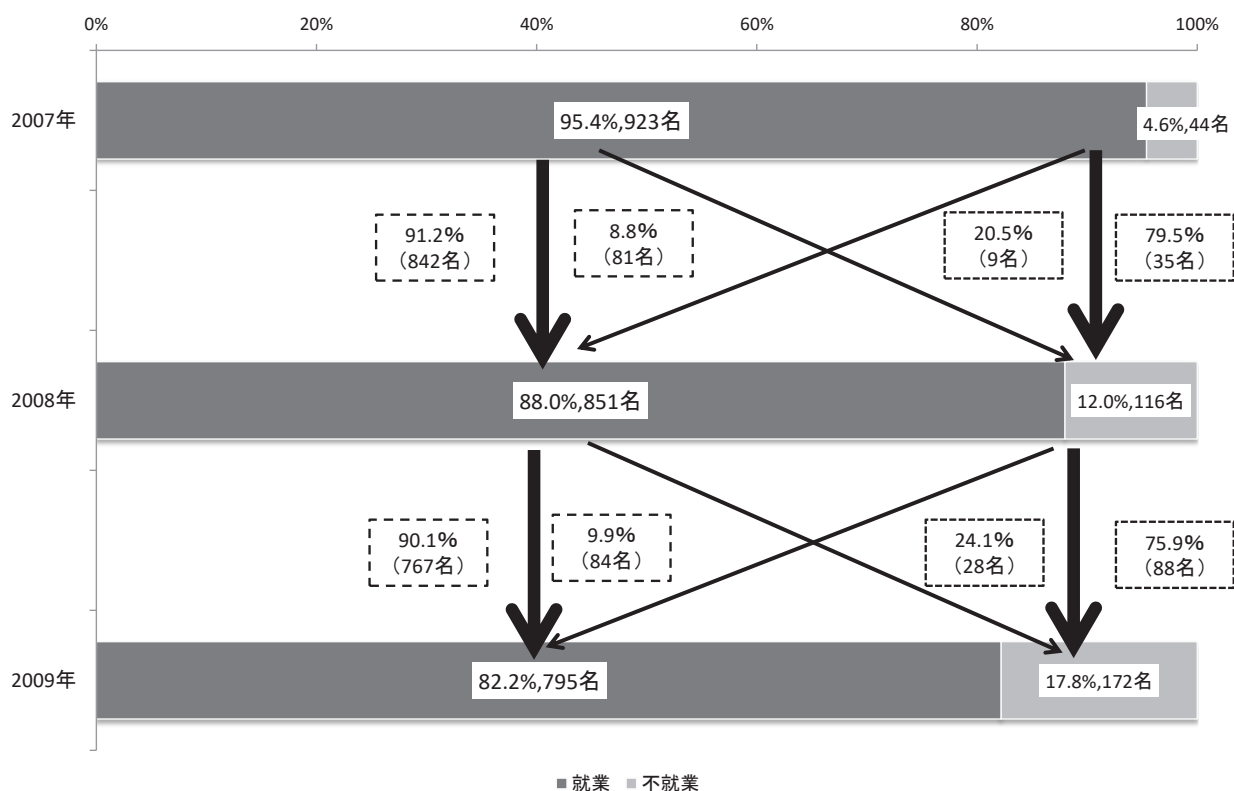 0% 20% 40% 60% 80% 100%
2007年
95.4%,923名
4.6%,44名
91.2%
（842名）
8.8%
（81名）
20.5%
（9名）
79.5%
（35名）
2008年
88.0%,851名
12.0%,116名
90.1%
（767名）
9.9%
（84名）
24.1%
（28名）
75.9%
（88名）
2009年
82.2%,795名
17.8%,172名
就業 不就業